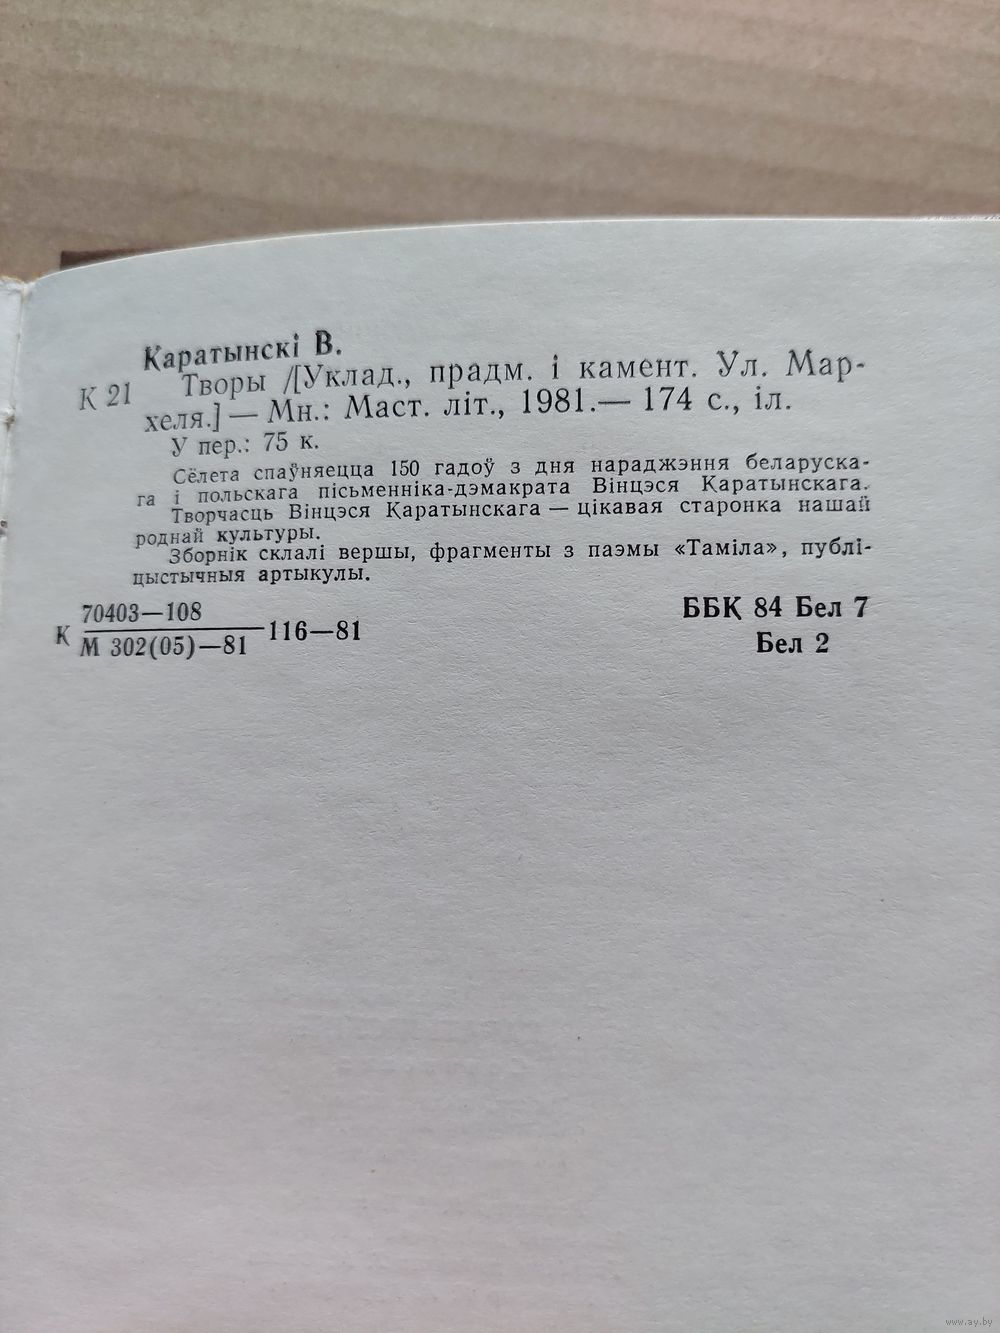 Каратынскі В.
К 21 Творы /[Уклад., прадм. і камент. Ул. Мар-
хеля.] — Мн.: Маст. літ., 1981.— 174 с., іл.
У пер.: 75 к.
Сёлета спаўняецца 150 гадоў з дня нараджэння беларуска-
га і польскага пісьменніка-дэмакрата Вінцэся Каратынскага.
Творчасць Вінцэся Каратынскага — цікавая старонка нашай
роднай культуры.
Зборнік склалі вершы, фрагменты з паэмы «Таміла», публі-
цыстычныя артыкулы.
70403—108
К М 302(05)—81 116—81
ББК 84 Бел 7
Бел 2
www.ay.by